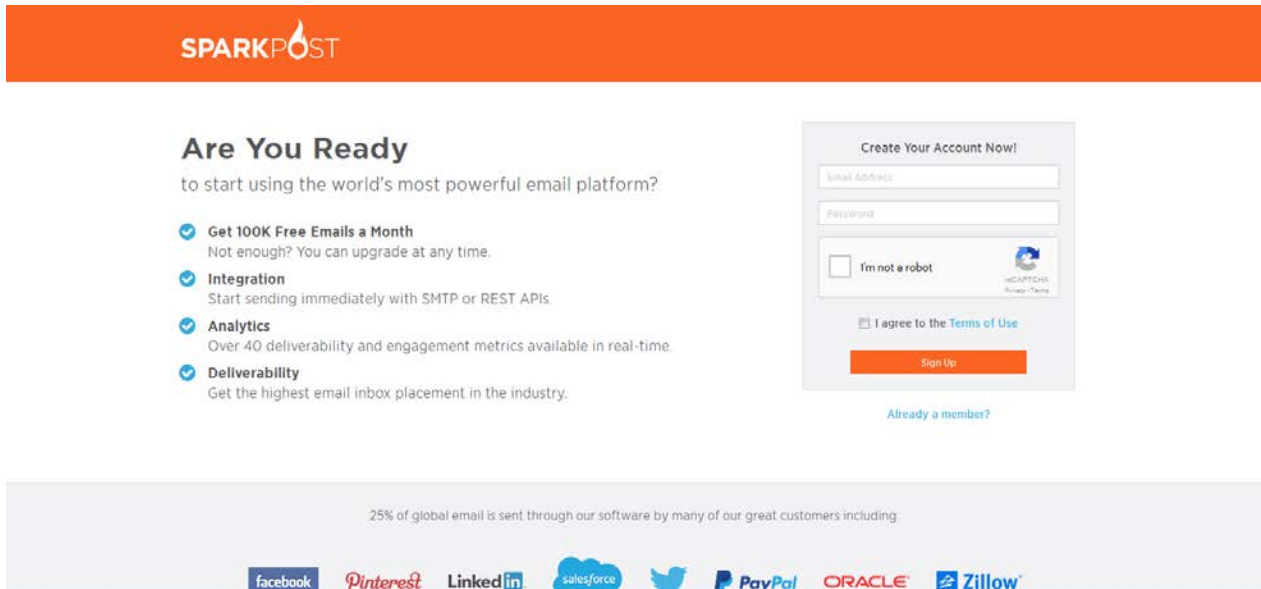 SPARKPOST
Are You Ready
to start using the world's most powerful email platform?
Get 100K Free Emails a Month
Not enough? You can upgrade at any time.
Integration
Start sending immediately with SMTP or REST APIs.
Analytics
Over 40 deliverability and engagement metrics available in real-time.
Deliverability
Get the highest email inbox placement in the industry.
Create Your Account Now!
Email Address
Password
I'm not a robot
reCAPTCHA
Privacy - Terms
I agree to the Terms of Use
Sign Up
Already a member?
25% of global email is sent through our software by many of our great customers including
facebook Pinterest Linked in salesforce PayPal ORACLE Zillow